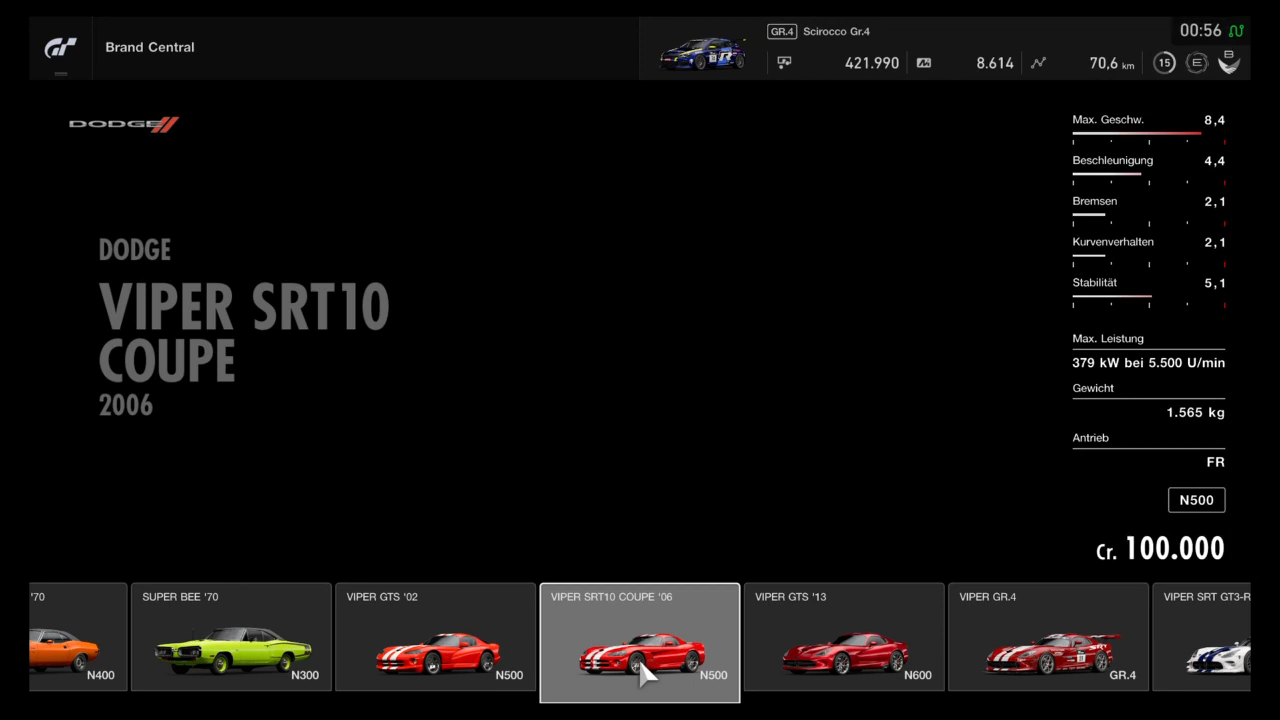 Brand Central
GR.4 Scirocco Gr.4
421.990
8.614
70,6 km
00:56
15
E
B
DODGE
Max. Geschw. 8,4
Beschleunigung 4,4
Bremsen 2,1
Kurvenverhalten 2,1
Stabilität 5,1
DODGE
VIPER SRT10
COUPE
2006
Max. Leistung
379 kW bei 5.500 U/min
Gewicht
1.565 kg
Antrieb
FR
N500
Cr. 100.000
'70
N400
SUPER BEE '70
N300
VIPER GTS '02
N500
VIPER SRT10 COUPE '06
N500
VIPER GTS '13
N600
VIPER GR.4
GR.4
VIPER SRT GT3-R